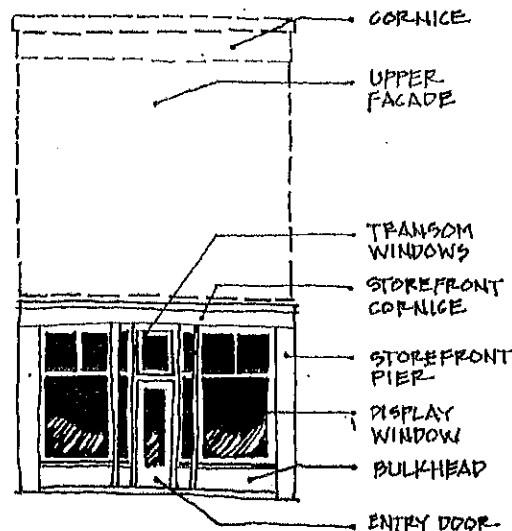 CORNICE
UPPER
FACADE
TRANSOM
WINDOWS
STOREFRONT
CORNICE
STOREFRONT
PIER
DISPLAY
WINDOW
BULKHEAD
ENTRY DOOR